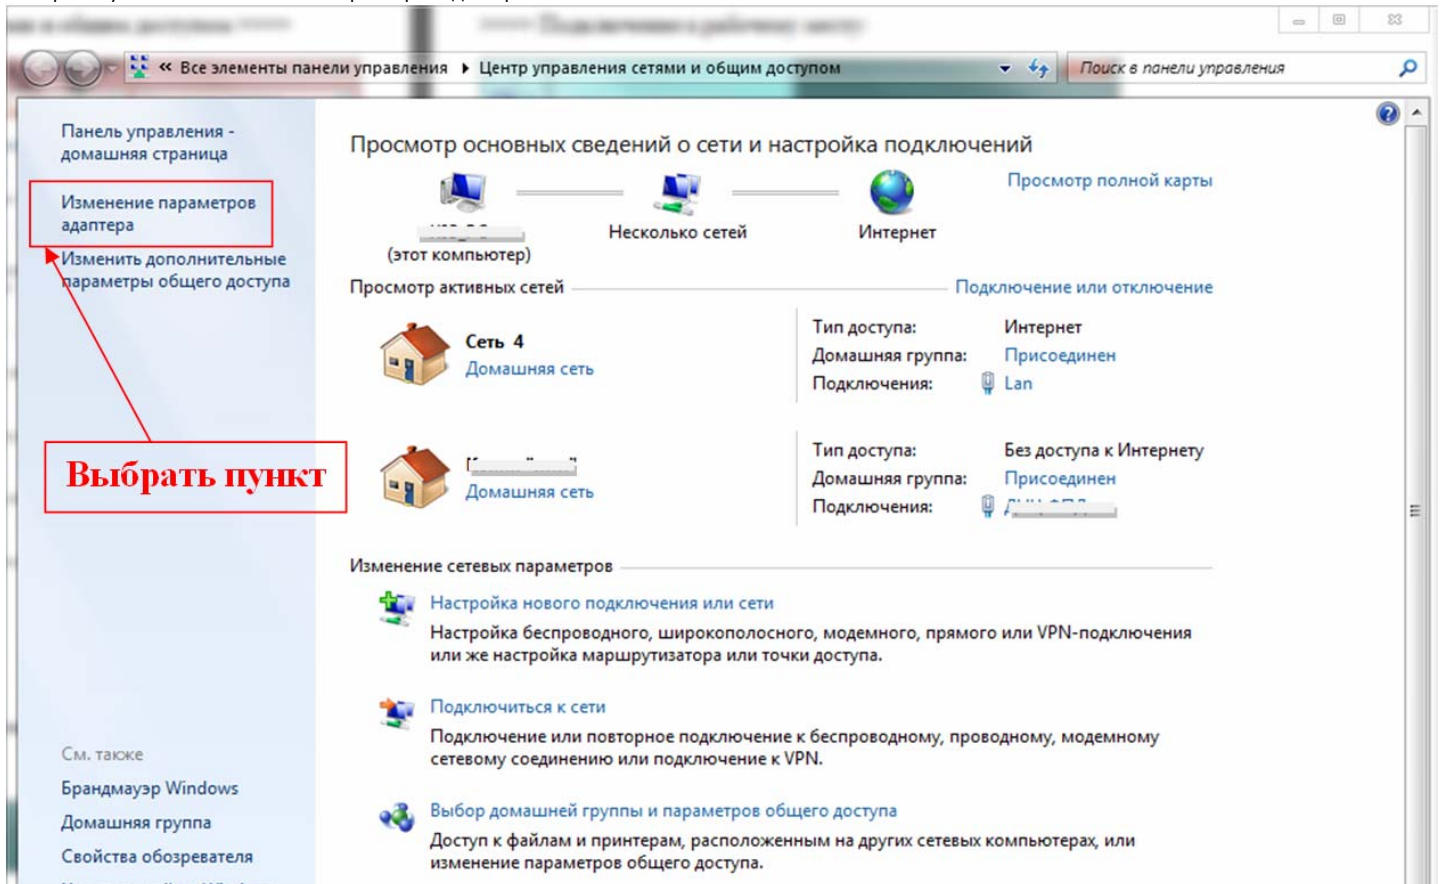 « Все элементы панели управления ▸ Центр управления сетями и общим доступом
Поиск в панели управления
Панель управления -
домашняя страница
Изменение параметров
адаптера
Изменить дополнительные
параметры общего доступа
Выбрать пункт
См. также
Брандмауэр Windows
Домашняя группа
Свойства обозревателя
Просмотр основных сведений о сети и настройка подключений
Просмотр полной карты
(этот компьютер)
Несколько сетей
Интернет
Просмотр активных сетей
Подключение или отключение
Сеть 4
Домашняя сеть
Тип доступа: Интернет
Домашняя группа: Присоединен
Подключения: Lan
Домашняя сеть
Тип доступа: Без доступа к Интернету
Домашняя группа: Присоединен
Подключения:
Изменение сетевых параметров
Настройка нового подключения или сети
Настройка беспроводного, широкополосного, модемного, прямого или VPN-подключения
или же настройка маршрутизатора или точки доступа.
Подключиться к сети
Подключение или повторное подключение к беспроводному, проводному, модемному
сетевому соединению или подключение к VPN.
Выбор домашней группы и параметров общего доступа
Доступ к файлам и принтерам, расположенным на других сетевых компьютерах, или
изменение параметров общего доступа.